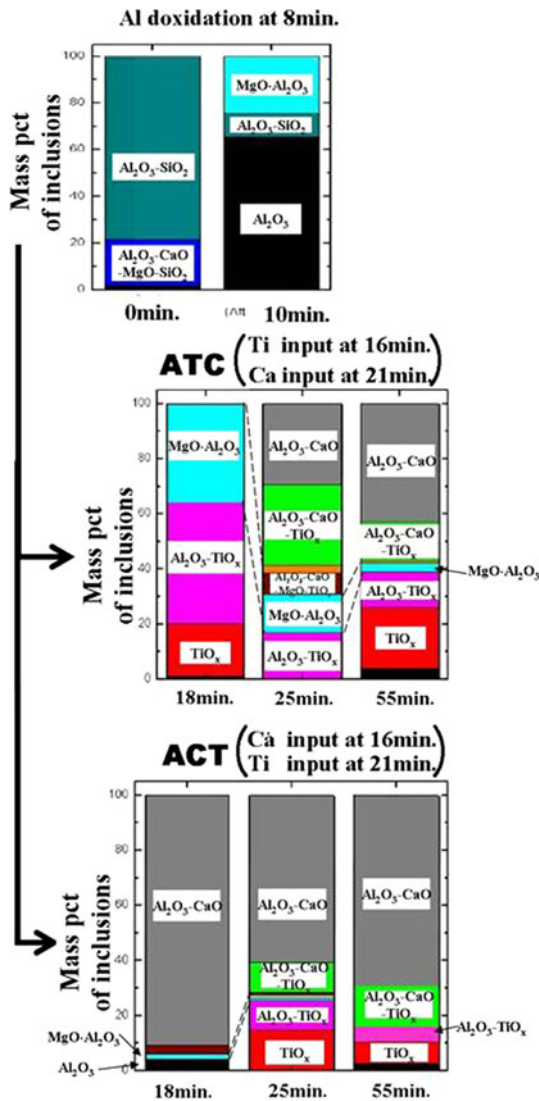 Al doxidation at 8min.
Mass pct
of inclusions
100
80
60
40
20
0
Al₂O₃-SiO₂
Al₂O₃-CaO
-MgO-SiO₂
MgO-Al₂O₃
Al₂O₃-SiO₂
Al₂O₃
0min.
10min.
ATC
Ti input at 16min.
Ca input at 21min.
Mass pct
of inclusions
100
80
60
40
20
0
MgO-Al₂O₃
Al₂O₃-TiOₓ
TiOₓ
Al₂O₃-CaO
Al₂O₃-CaO
-TiOₓ
Al₂O₃-CaO
-MgO-TiOₓ
MgO-Al₂O₃
Al₂O₃-TiOₓ
Al₂O₃-CaO
Al₂O₃-CaO
-TiOₓ
MgO-Al₂O₃
Al₂O₃-TiOₓ
TiOₓ
18min.
25min.
55min.
ACT
Ca input at 16min.
Ti input at 21min.
Mass pct
of inclusions
100
80
60
40
20
0
Al₂O₃-CaO
MgO-Al₂O₃
Al₂O₃
Al₂O₃-CaO
Al₂O₃-CaO
-TiOₓ
Al₂Oₓ-TiOₓ
TiOₓ
Al₂O₃-CaO
Al₂O₃-CaO
-TiOₓ
Al₂O₃-TiOₓ
TiOₓ
18min.
25min.
55min.